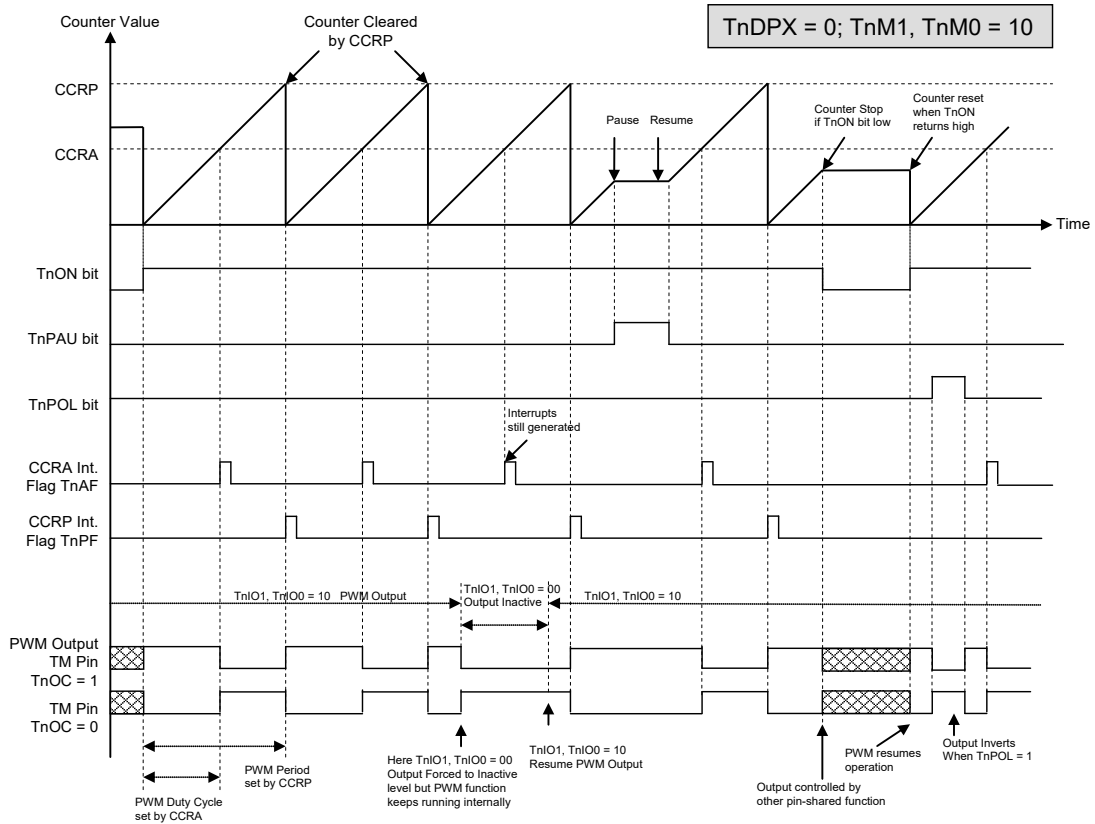 TnDPX = 0; TnM1, TnM0 = 10
Counter Value
Counter Cleared
by CCRP
CCRP
CCRA
Pause
Resume
Counter Stop
if TnON bit low
Counter reset
when TnON
returns high
Time
TnON bit
TnPAU bit
TnPOL bit
Interrupts
still generated
CCRA Int.
Flag TnAF
CCRP Int.
Flag TnPF
TnIO1, TnIO0 = 10 PWM Output
TnIO1, TnIO0 = 00
Output Inactive
TnIO1, TnIO0 = 10
PWM Output
TM Pin
TnOC = 1
TM Pin
TnOC = 0
PWM Duty Cycle
set by CCRA
PWM Period
set by CCRP
Here TnIO1, TnIO0 = 00
Output Forced to Inactive
level but PWM function
keeps running internally
TnIO1, TnIO0 = 10
Resume PWM Output
Output controlled by
other pin-shared function
PWM resumes
operation
Output Inverts
When TnPOL = 1